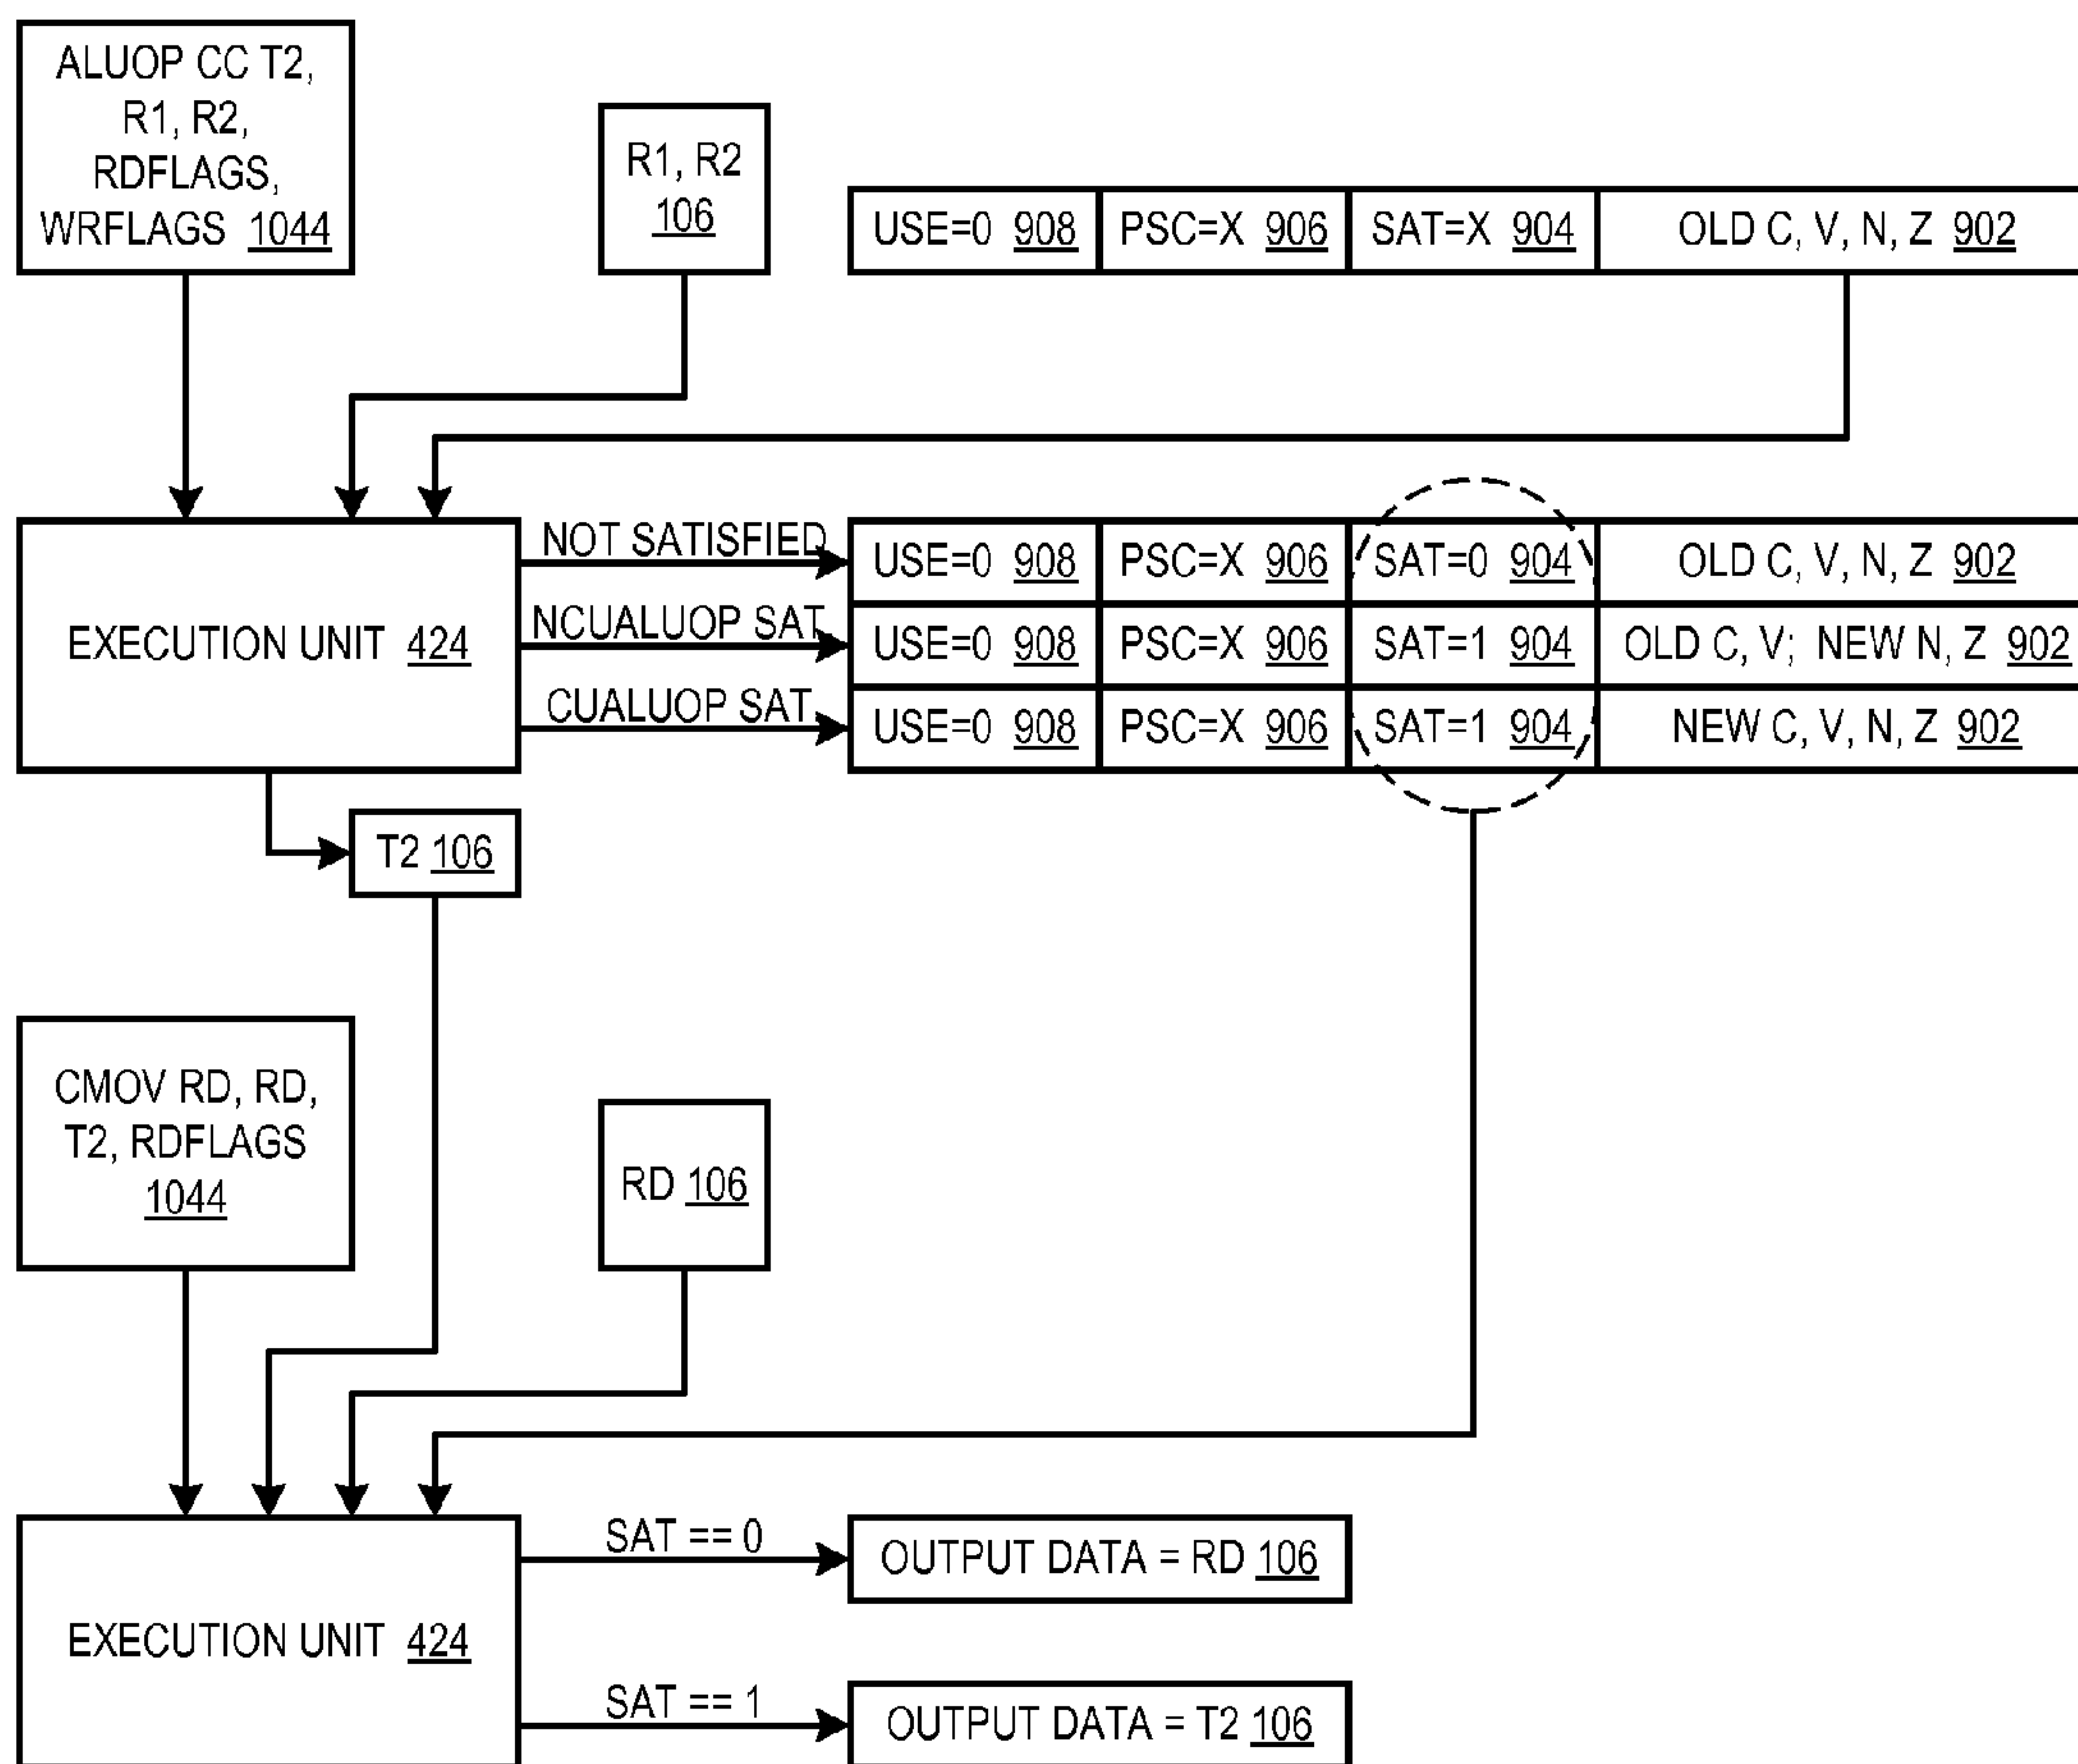 ALUOP CC T2,
R1, R2,
RDFLAGS,
WRFLAGS 1044
R1, R2
106
USE=0 908 PSC=X 906 SAT=X 904 OLD C, V, N, Z 902
EXECUTION UNIT 424
NOT SATISFIED
USE=0 908 PSC=X 906 SAT=0 904 OLD C, V, N, Z 902
NCUALUOP SAT
USE=0 908 PSC=X 906 SAT=1 904 OLD C, V; NEW N, Z 902
CUALUOP SAT
USE=0 908 PSC=X 906 SAT=1 904 NEW C, V, N, Z 902
T2 106
CMOV RD, RD,
T2, RDFLAGS
1044
RD 106
EXECUTION UNIT 424
SAT == 0
OUTPUT DATA = RD 106
SAT == 1
OUTPUT DATA = T2 106